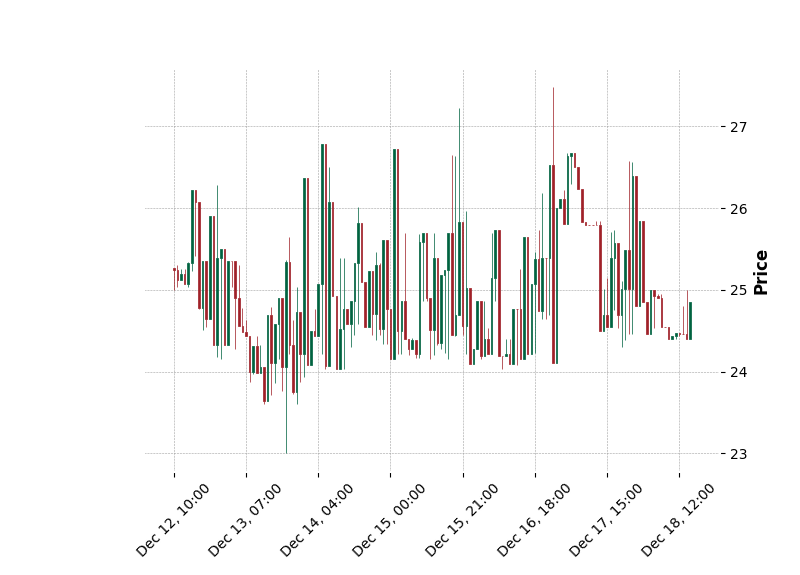 27
26
25
24
23
Price
Dec 12, 10:00
Dec 13, 07:00
Dec 14, 04:00
Dec 15, 00:00
Dec 15, 21:00
Dec 16, 18:00
Dec 17, 15:00
Dec 18, 12:00